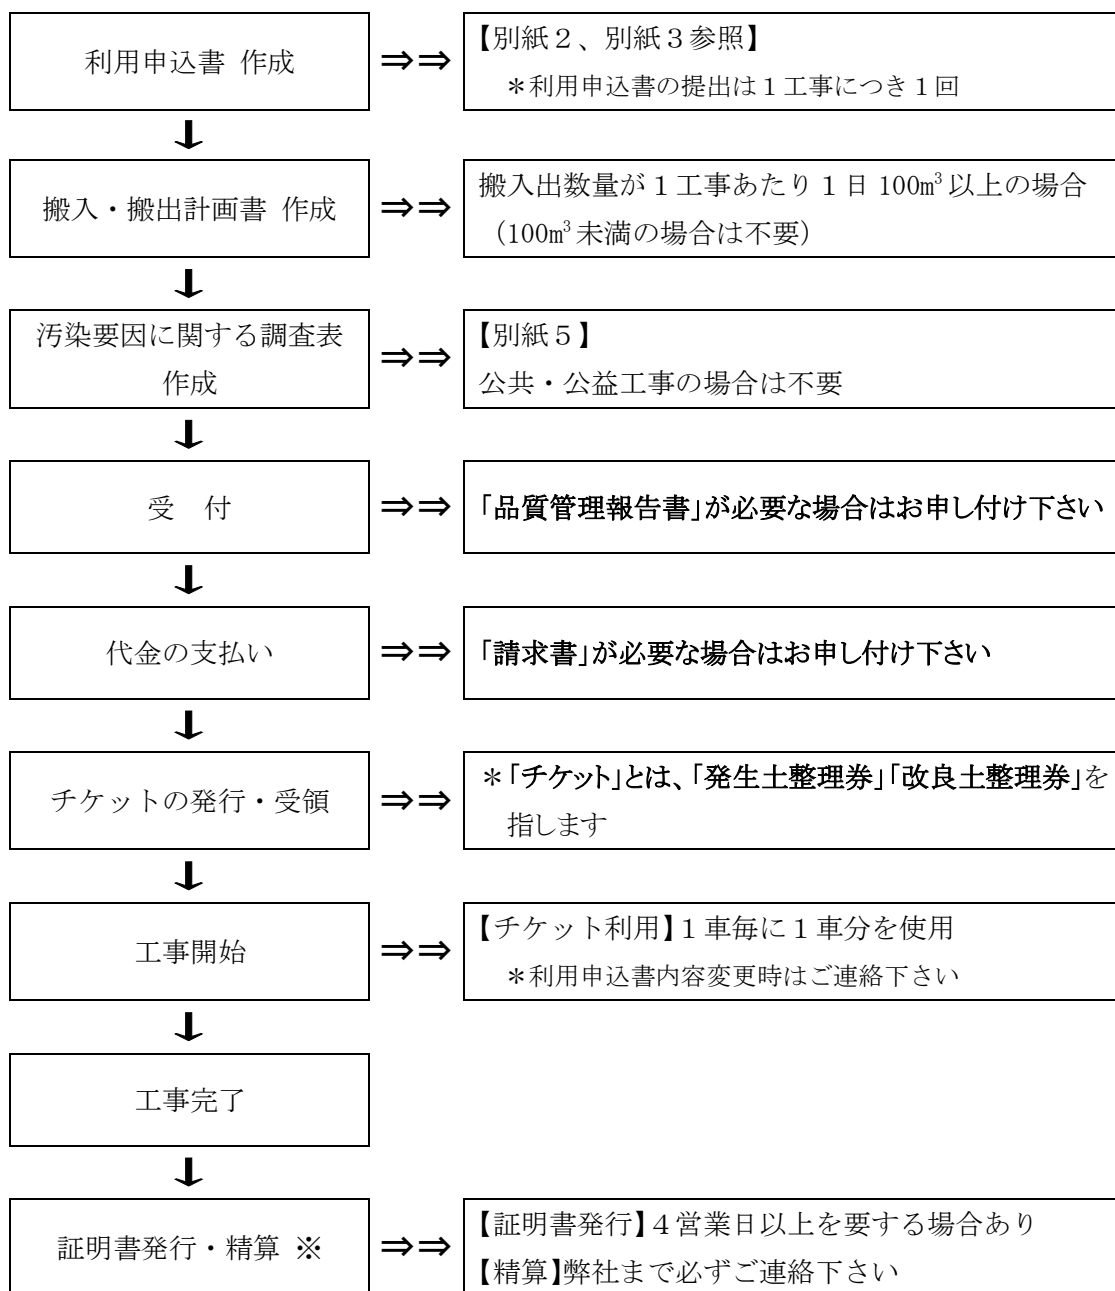 利用申込書 作成
⇒⇒
【別紙２、別紙３参照】
＊利用申込書の提出は１工事につき１回
搬入・搬出計画書 作成
⇒⇒
搬入出数量が１工事あたり１日 100m³以上の場合
（100m³未満の場合は不要）
汚染要因に関する調査表
作成
⇒⇒
【別紙５】
公共・公益工事の場合は不要
受　付
⇒⇒
「品質管理報告書」が必要な場合はお申し付け下さい
代金の支払い
⇒⇒
「請求書」が必要な場合はお申し付け下さい
チケットの発行・受領
⇒⇒
＊「チケット」とは、「発生土整理券」「改良土整理券」を
指します
工事開始
⇒⇒
【チケット利用】１車毎に１車分を使用
＊利用申込書内容変更時はご連絡下さい
工事完了
証明書発行・精算 ※
⇒⇒
【証明書発行】４営業日以上を要する場合あり
【精算】弊社まで必ずご連絡下さい